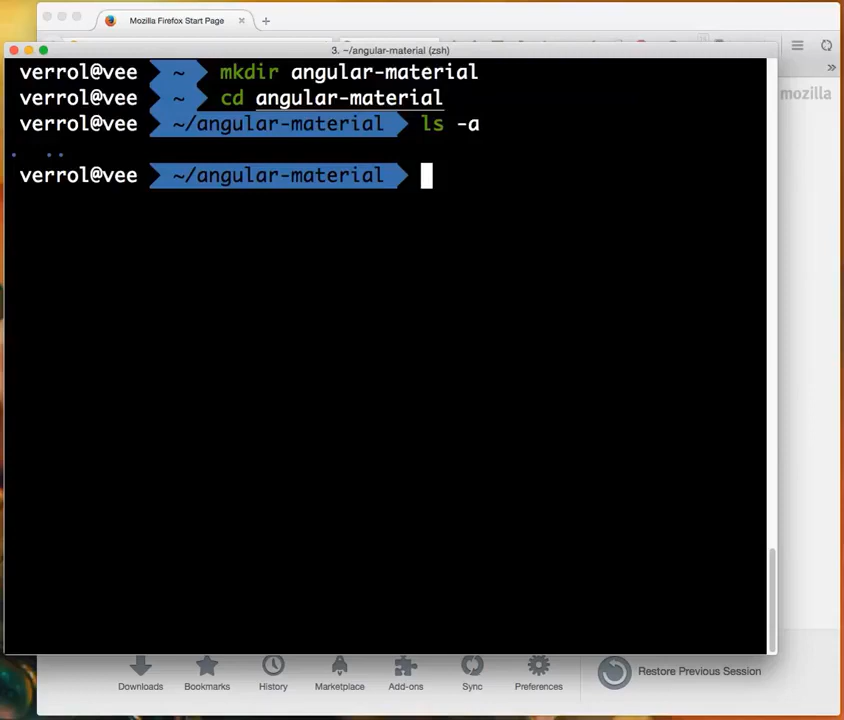 Mozilla Firefox Start Page
mozilla
3. ~/angular-material (zsh)
verrol@vee ~ mkdir angular-material
verrol@vee ~ cd angular-material
verrol@vee ~/angular-material ls -a
. ..
verrol@vee ~/angular-material
Downloads Bookmarks History Marketplace Add-ons Sync Preferences Restore Previous Session